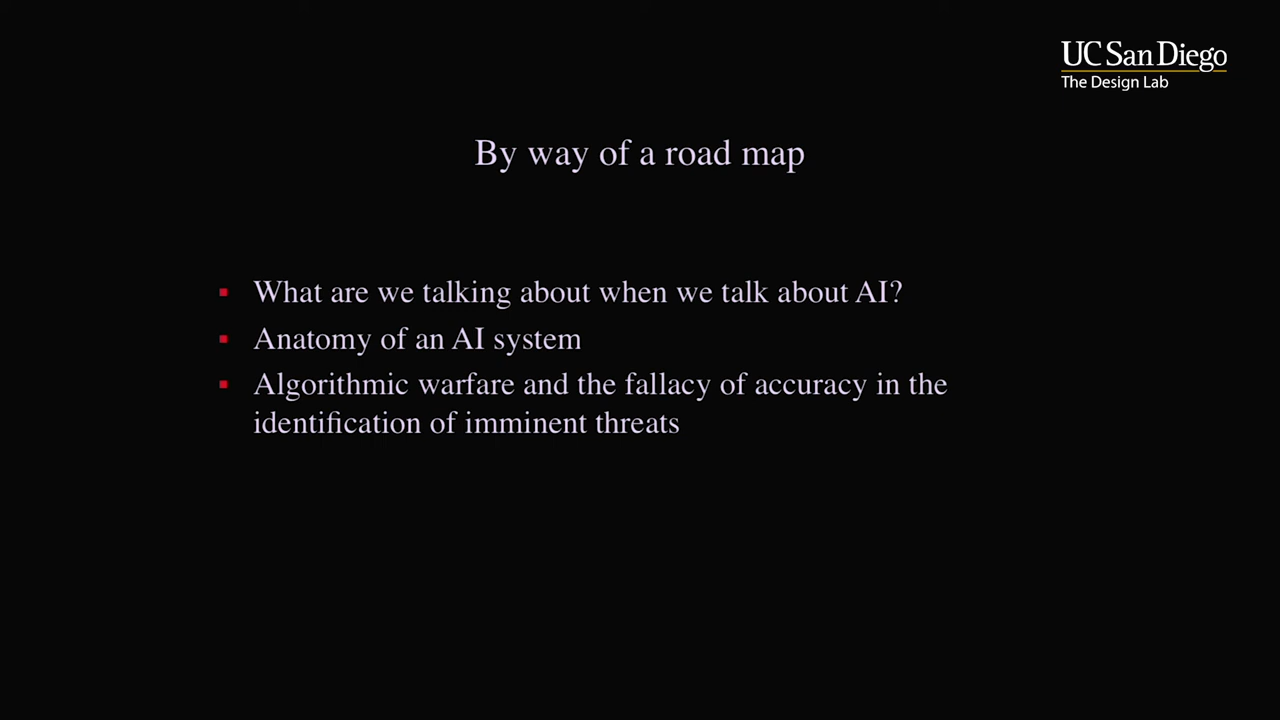 UC San Diego
The Design Lab
By way of a road map
What are we talking about when we talk about AI?
Anatomy of an AI system
Algorithmic warfare and the fallacy of accuracy in the
identification of imminent threats